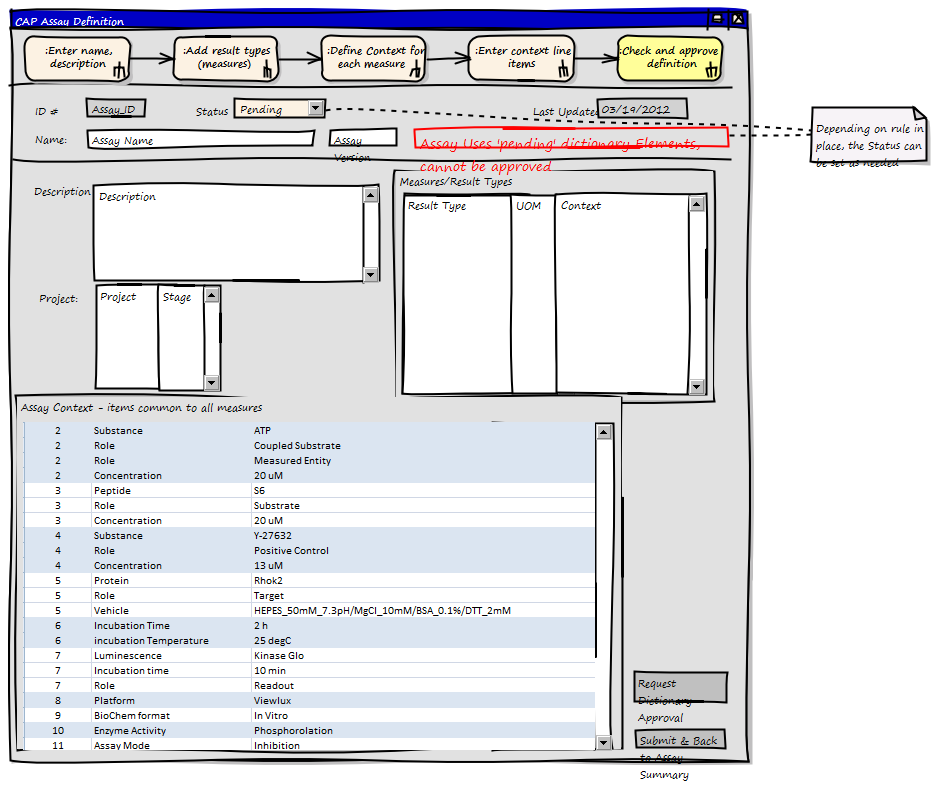 CAP Assay Definition
:Enter name,
description
:Add result types
(measures)
:Define Context for
each measure
:Enter context line
items
:Check and approve
definition
ID #
Assay_ID
Status
Pending
Last Updated
03/19/2012
Name:
Assay Name
Assay
Version
Assay Uses 'pending' dictionary Elements,
cannot be approved
Depending on rule in
place, the Status can
be set as needed
Description
Description
Measures/Result Types
Result Type
UOM
Context
Project:
Project
Stage
Assay Context - items common to all measures
2 Substance ATP
2 Role Coupled Substrate
2 Role Measured Entity
2 Concentration 20 uM
3 Peptide S6
3 Role Substrate
3 Concentration 20 uM
4 Substance Y-27632
4 Role Positive Control
4 Concentration 13 uM
5 Protein Rhok2
5 Role Target
5 Vehicle HEPES_50mM_7.3pH/MgCl_10mM/BSA_0.1%/DTT_2mM
6 Incubation Time 2 h
6 incubation Temperature 25 degC
7 Luminescence Kinase Glo
7 Incubation time 10 min
7 Role Readout
8 Platform Viewlux
9 BioChem format In Vitro
10 Enzyme Activity Phosphorolation
11 Assay Mode Inhibition
Request
Dictionary
Approval
Submit & Back
to Assay
Summary